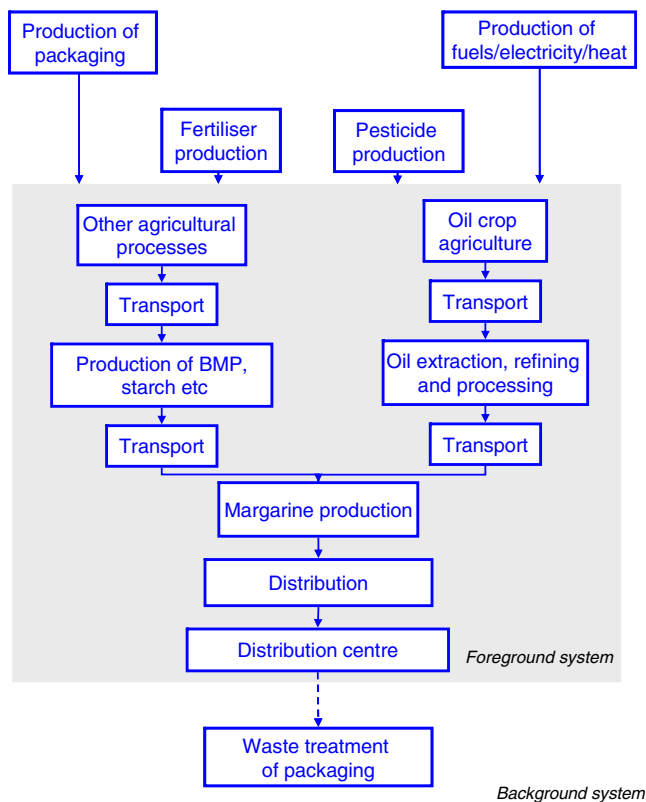 Production of
packaging
Production of
fuels/electricity/heat
Fertiliser
production
Pesticide
production
Other agricultural
processes
Oil crop
agriculture
Transport
Transport
Production of BMP,
starch etc
Oil extraction, refining
and processing
Transport
Transport
Margarine production
Distribution
Distribution centre
Foreground system
Waste treatment
of packaging
Background system